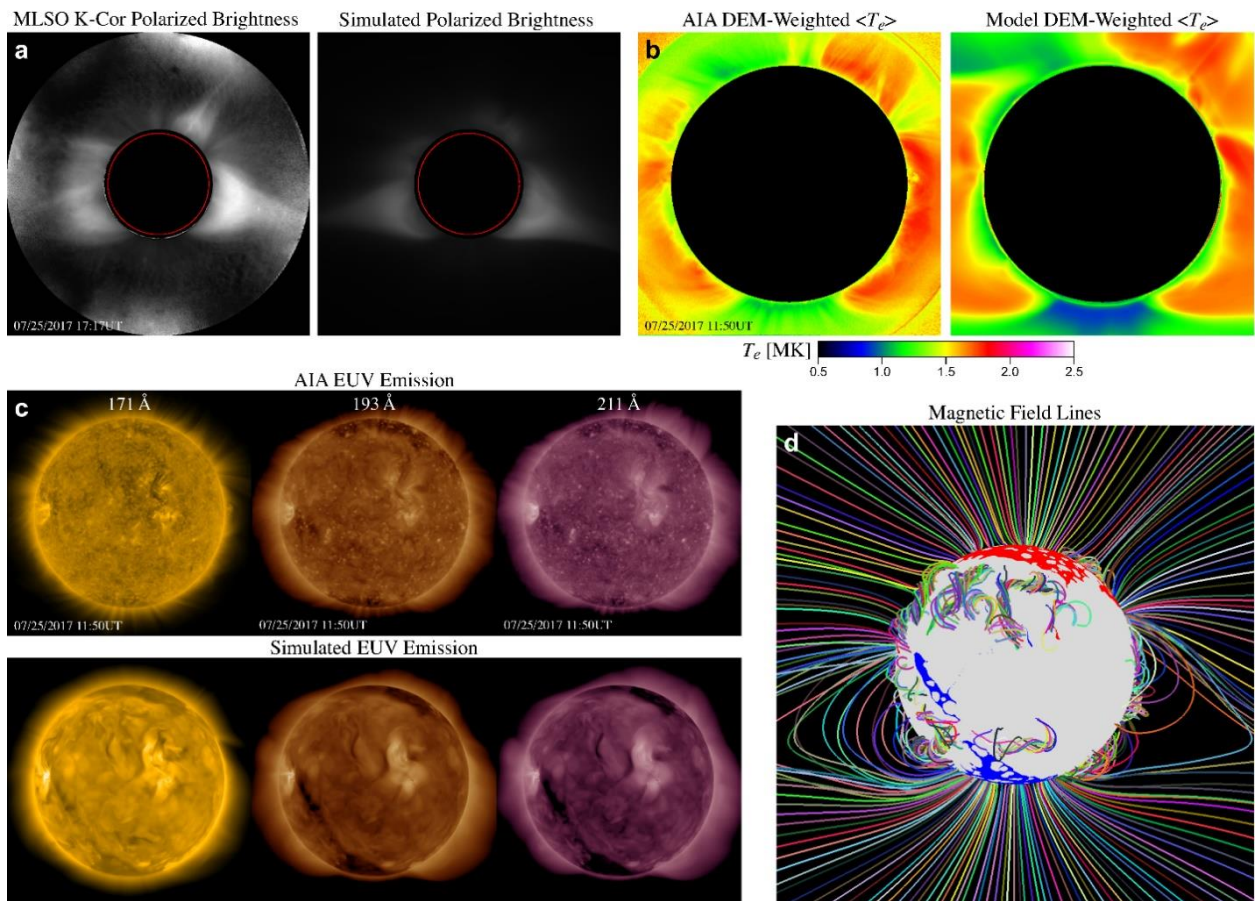 MLSO K-Cor Polarized Brightness
Simulated Polarized Brightness
a
07/25/2017 17:17UT
AIA DEM-Weighted <Te>
Model DEM-Weighted <Te>
b
07/25/2017 11:50UT
Te [MK]
0.5 1.0 1.5 2.0 2.5
AIA EUV Emission
c
171 Å
193 Å
211 Å
07/25/2017 11:50UT
07/25/2017 11:50UT
07/25/2017 11:50UT
Simulated EUV Emission
Magnetic Field Lines
d